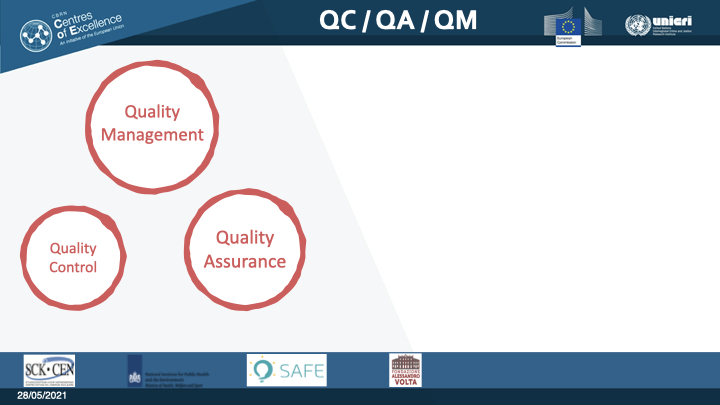 CBRN
Centres
of Excellence
An initiative of the European Union
QC / QA / QM
European
Commission
unicri
United Nations
Interregional Crime and Justice
Research Institute
Quality
Management
Quality
Control
Quality
Assurance
SCK•CEN
National Institute for Public Health
and the Environment
Ministry of Health, Welfare and Sport
SAFE
FONDAZIONE
ALESSANDRO
VOLTA
28/05/2021